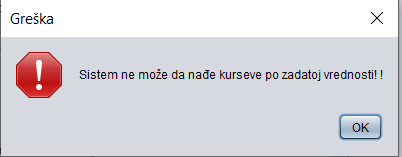 Greška
Sistem ne može da nađe kurseve po zadatoj vrednosti! !
OK